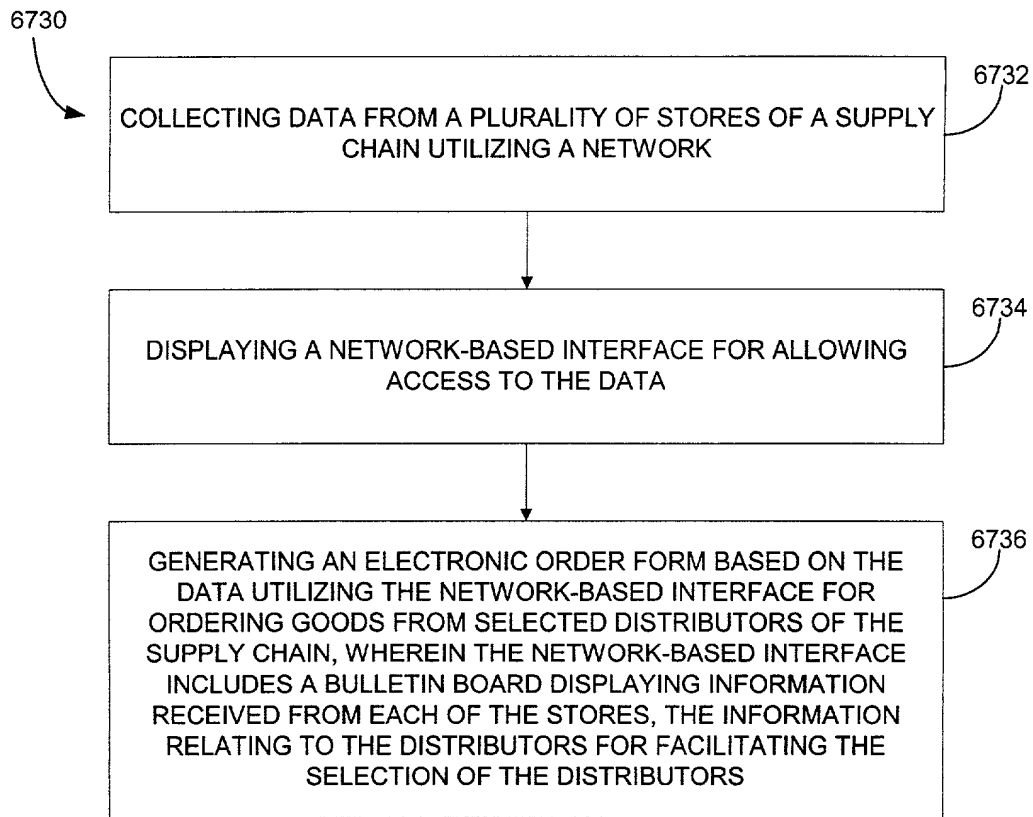 6730
6732
COLLECTING DATA FROM A PLURALITY OF STORES OF A SUPPLY
CHAIN UTILIZING A NETWORK
6734
DISPLAYING A NETWORK-BASED INTERFACE FOR ALLOWING
ACCESS TO THE DATA
6736
GENERATING AN ELECTRONIC ORDER FORM BASED ON THE
DATA UTILIZING THE NETWORK-BASED INTERFACE FOR
ORDERING GOODS FROM SELECTED DISTRIBUTORS OF THE
SUPPLY CHAIN, WHEREIN THE NETWORK-BASED INTERFACE
INCLUDES A BULLETIN BOARD DISPLAYING INFORMATION
RECEIVED FROM EACH OF THE STORES, THE INFORMATION
RELATING TO THE DISTRIBUTORS FOR FACILITATING THE
SELECTION OF THE DISTRIBUTORS